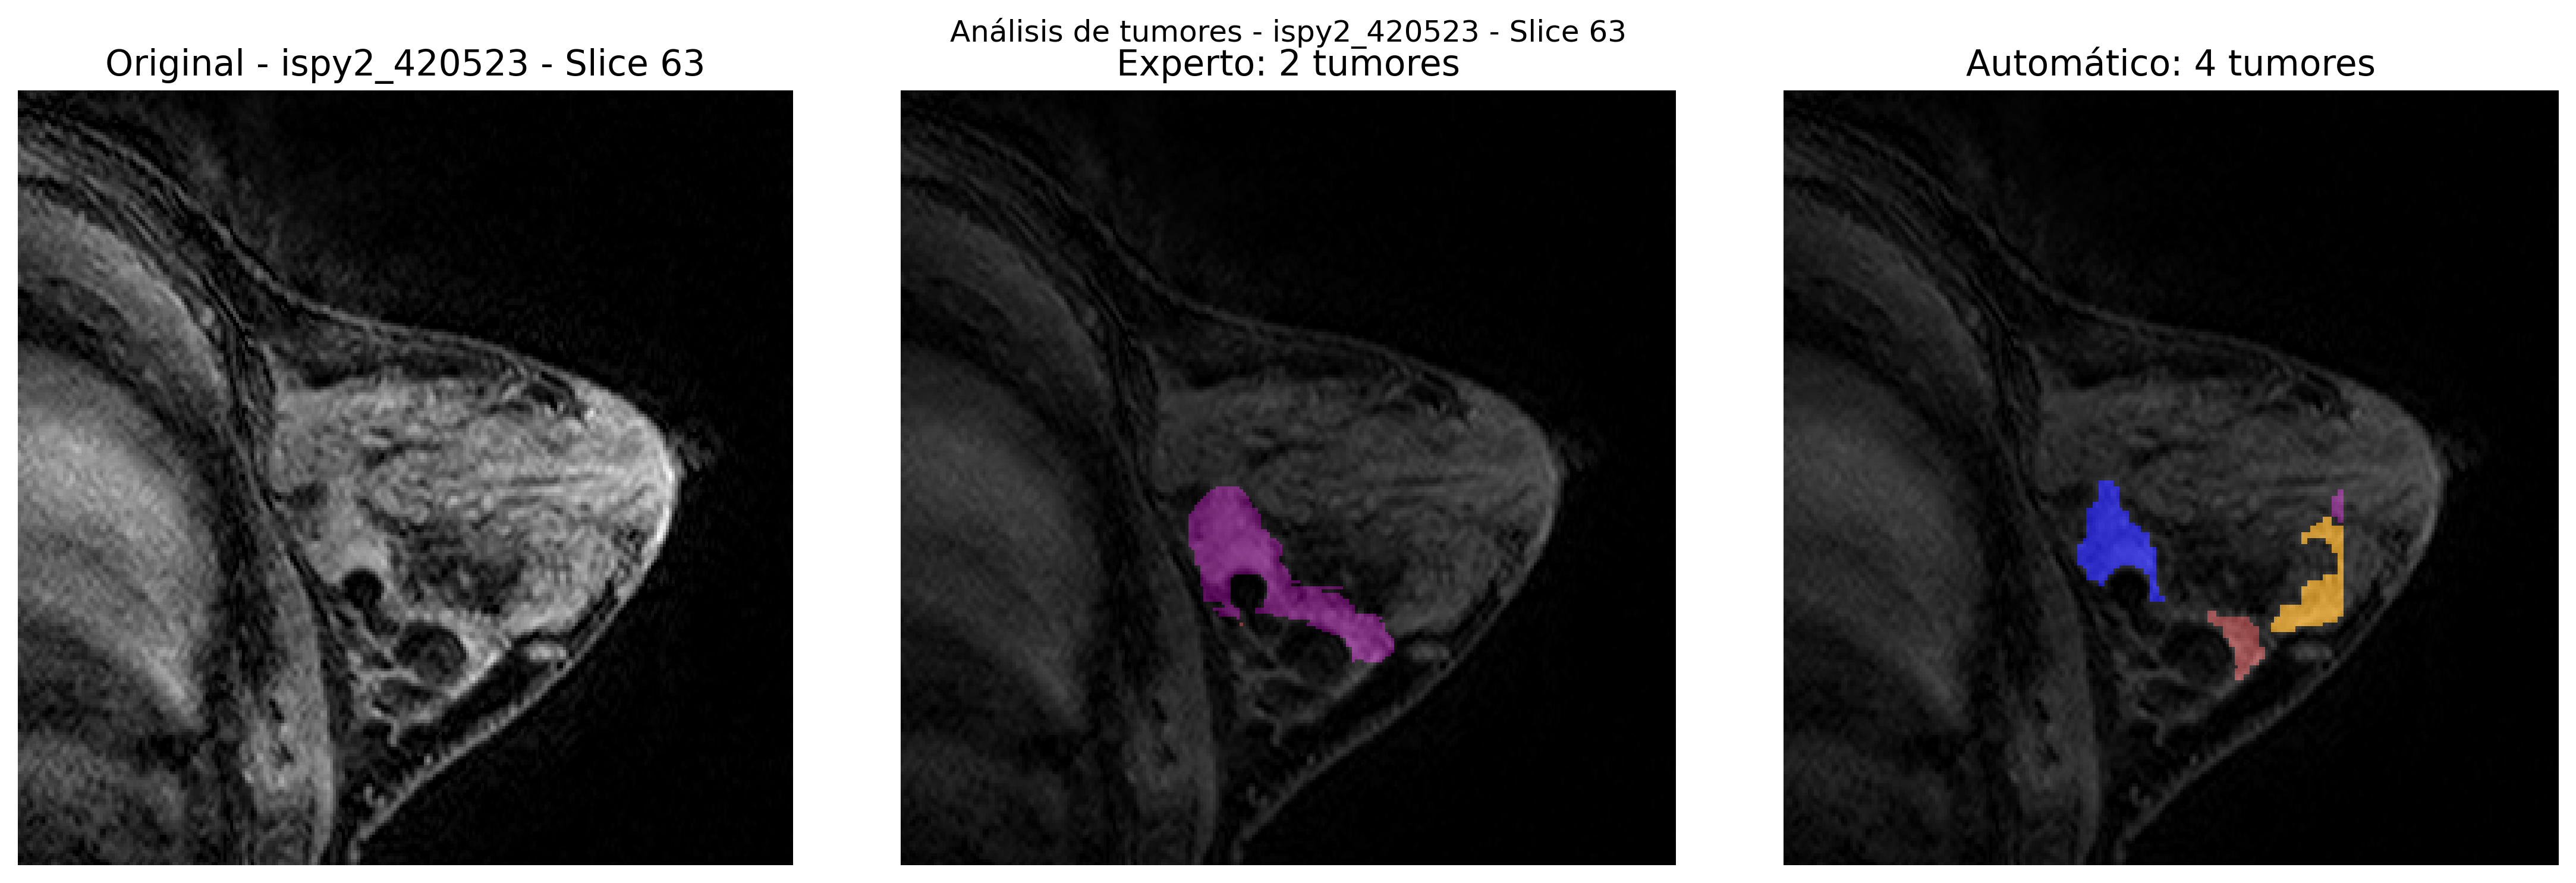 Análisis de tumores - ispy2_420523 - Slice 63
Original - ispy2_420523 - Slice 63
Experto: 2 tumores
Automático: 4 tumores